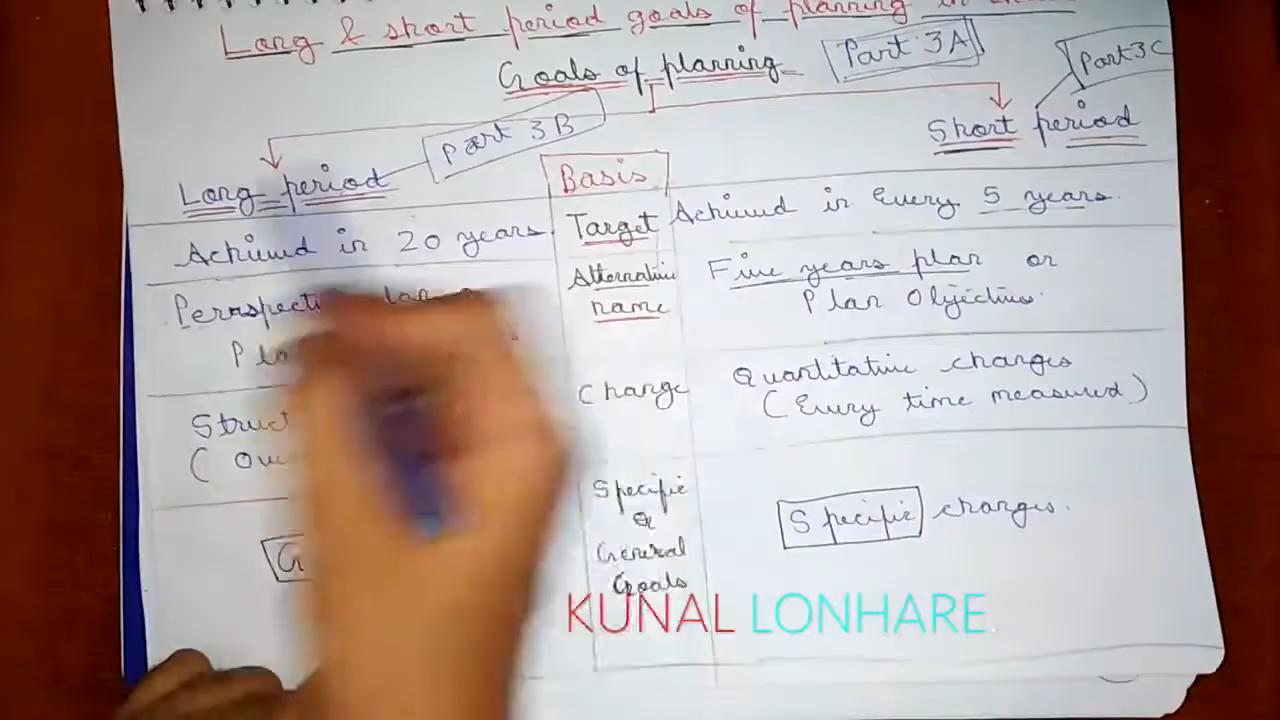 Long & short period goals of planning in
Goals of planning
Part 3A
Part 3C
Part 3B
Short period
Long period
Basis
Achieved in 20 years
Target
Achieved in Every 5 years.
Alternative
name
Five years plan or
Plan Objectives.
Change
Quantitative changes
(Every time measured)
Struct
Specific
&
General
Goals
Specific changes.
KUNAL LONHARE.